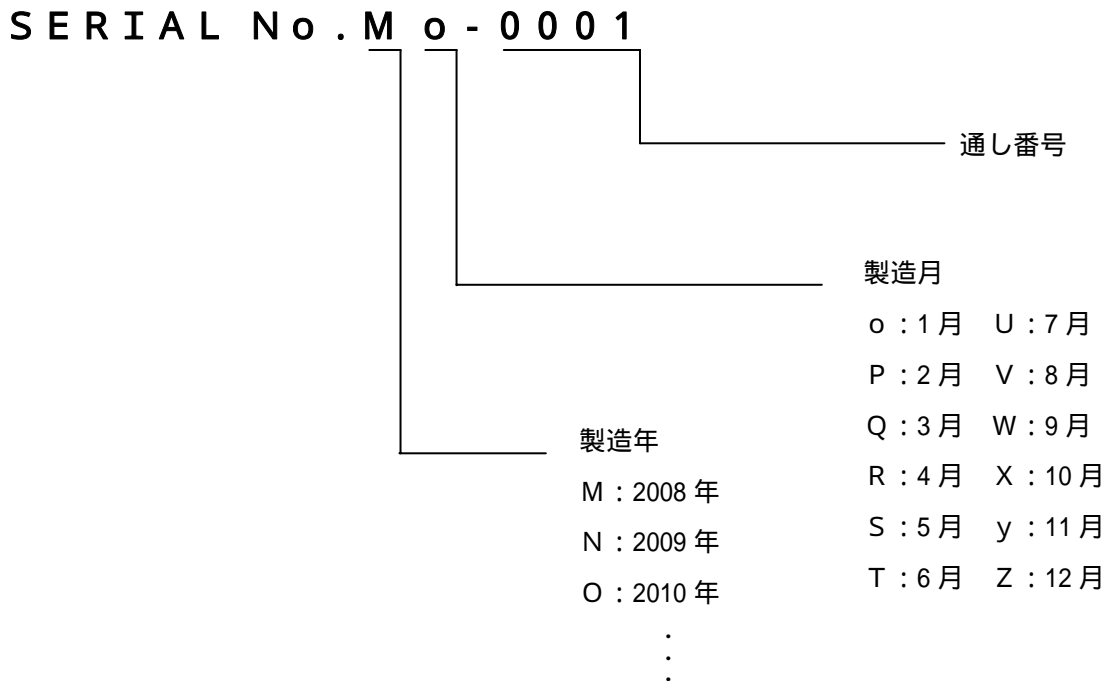 SERIAL No.Mo-0001
通し番号
製造月
o:1月 U:7月
P:2月 V:8月
Q:3月 W:9月
R:4月 X:10月
S:5月 y:11月
T:6月 Z:12月
製造年
M:2008年
N:2009年
O:2010年
・
・
・